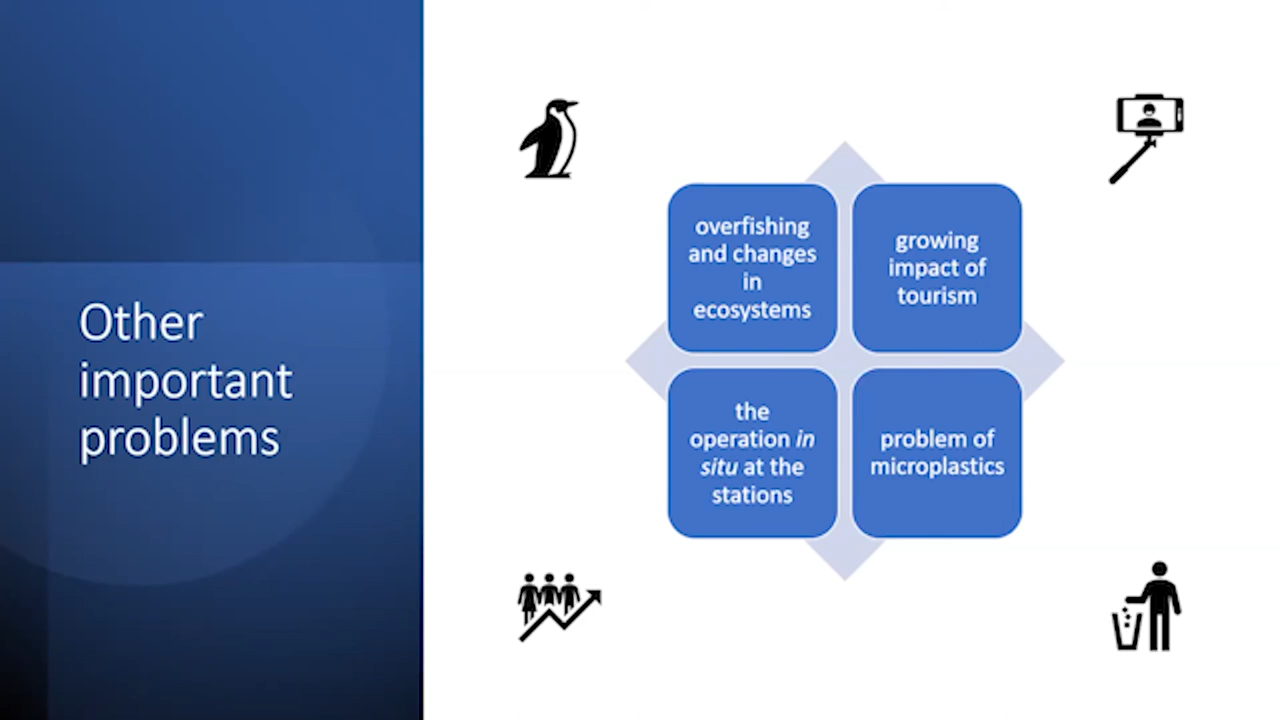 Other
important
problems
overfishing
and changes
in
ecosystems
growing
impact of
tourism
the
operation in
situ at the
stations
problem of
microplastics